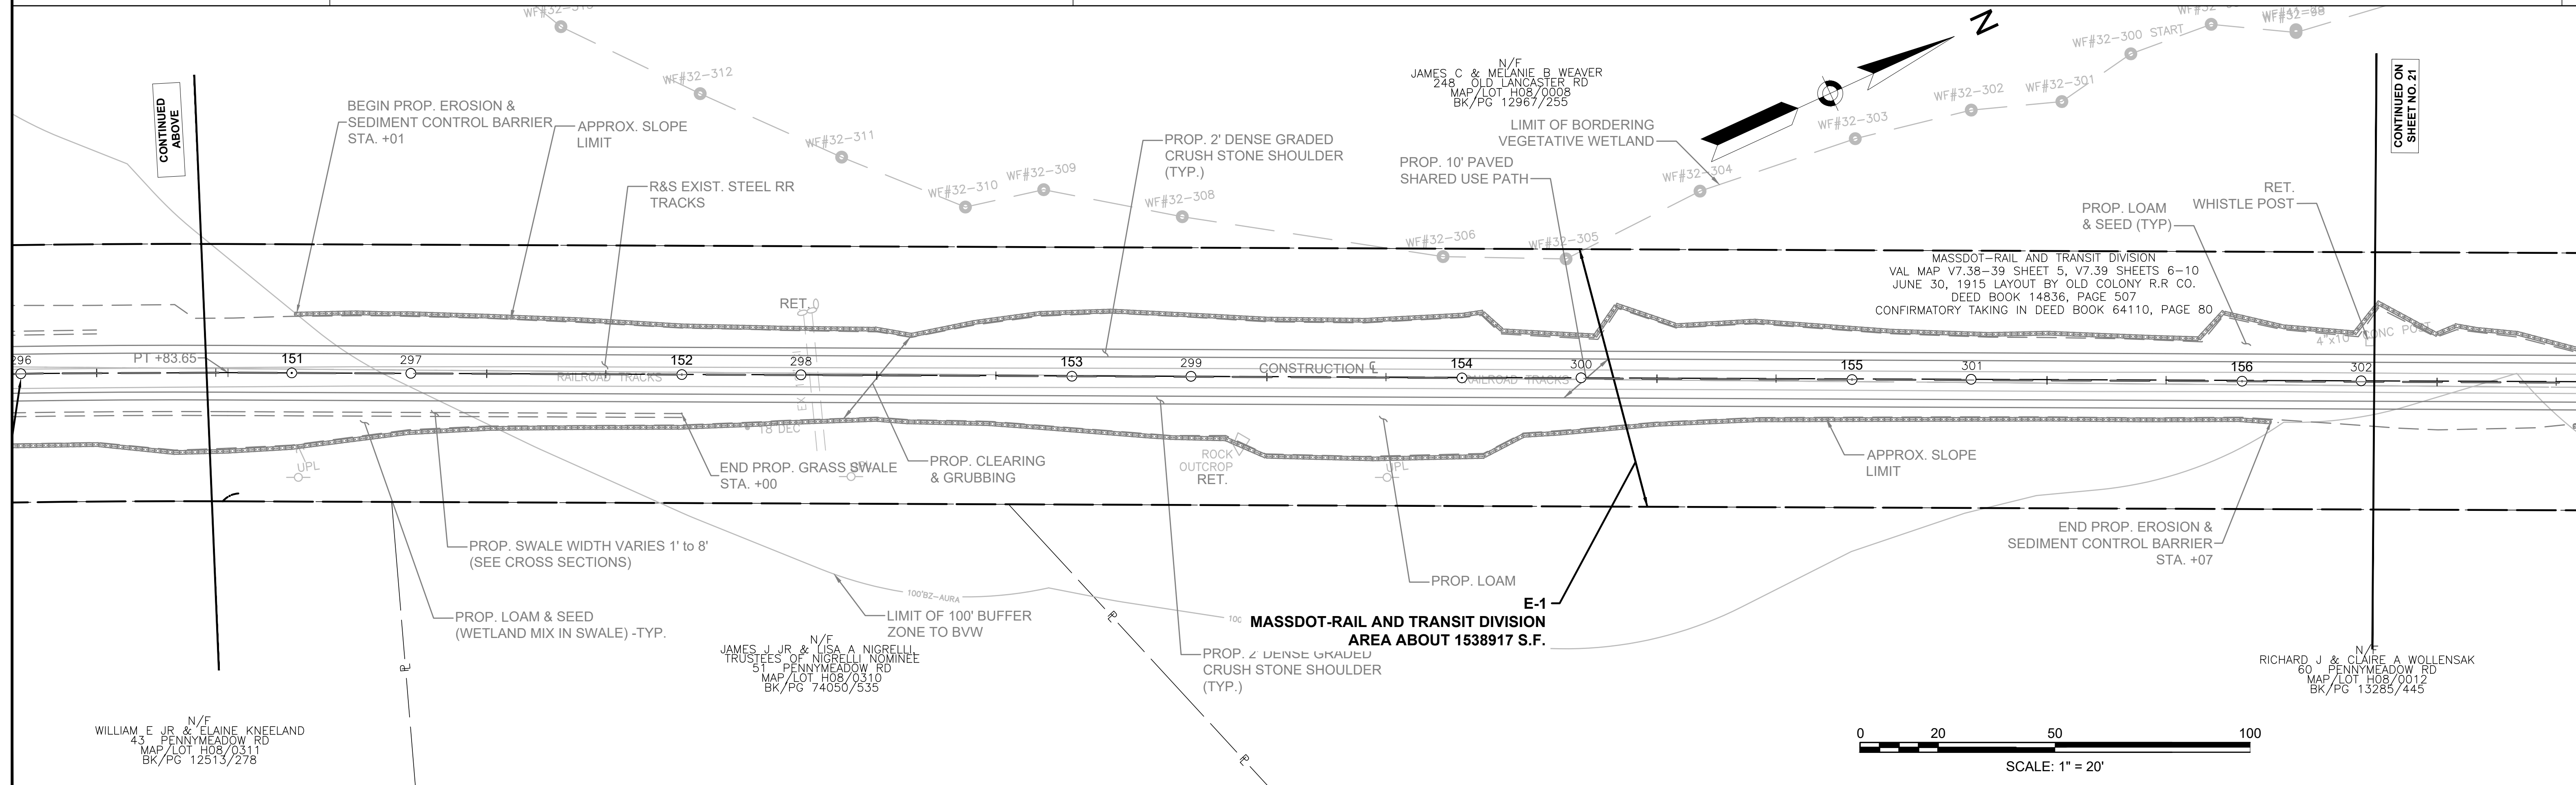 CONTINUED
ABOVE
BEGIN PROP. EROSION &
SEDIMENT CONTROL BARRIER
STA. +01
APPROX. SLOPE
LIMIT
R&S EXIST. STEEL RR
TRACKS
WF#32-312
WF#32-311
WF#32-310
WF#32-309
WF#32-308
WF#32-306
WF#32-305
WF#32-304
WF#32-303
WF#32-302
WF#32-301
WF#32-300 START
N
PROP. 2' DENSE GRADED
CRUSH STONE SHOULDER
(TYP.)
N/F
JAMES C & MELANIE B WEAVER
248 OLD LANCASTER RD
MAP/LOT H08/0008
BK/PG 12967/255
LIMIT OF BORDERING
VEGETATIVE WETLAND
PROP. 10' PAVED
SHARED USE PATH
CONTINUED ON
SHEET NO. 21
RET.
WHISTLE POST
PROP. LOAM
& SEED (TYP)
MASSDOT-RAIL AND TRANSIT DIVISION
VAL MAP V7.38-39 SHEET 5, V7.39 SHEETS 6-10
JUNE 30, 1915 LAYOUT BY OLD COLONY R.R CO.
DEED BOOK 14836, PAGE 507
CONFIRMATORY TAKING IN DEED BOOK 64110, PAGE 80
RET.
4"x10" CONC POST
296
PT +83.65
151
297
152
298
153
299
CONSTRUCTION ℄
154
300
155
301
156
302
RAILROAD TRACKS
RAILROAD TRACKS
18 DEC
UPL
UPL
END PROP. GRASS SWALE
STA. +00
PROP. CLEARING
& GRUBBING
ROCK
OUTCROP
RET.
APPROX. SLOPE
LIMIT
PROP. SWALE WIDTH VARIES 1' to 8'
(SEE CROSS SECTIONS)
END PROP. EROSION &
SEDIMENT CONTROL BARRIER
STA. +07
PROP. LOAM
PROP. LOAM & SEED
(WETLAND MIX IN SWALE) -TYP.
100'BZ-AURA
LIMIT OF 100' BUFFER
ZONE TO BVW
100
E-1
MASSDOT-RAIL AND TRANSIT DIVISION
AREA ABOUT 1538917 S.F.
PROP. 2' DENSE GRADED
CRUSH STONE SHOULDER
(TYP.)
N/F
JAMES J JR & LISA A NIGRELLI,
TRUSTEES OF NIGRELLI NOMINEE
51 PENNYMEADOW RD
MAP/LOT H08/0310
BK/PG 74050/535
N/F
RICHARD J & CLAIRE A WOLLENSAK
60 PENNYMEADOW RD
MAP/LOT H08/0012
BK/PG 13285/445
N/F
WILLIAM E JR & ELAINE KNEELAND
43 PENNYMEADOW RD
MAP/LOT H08/0311
BK/PG 12513/278
0 20 50 100
SCALE: 1" = 20'